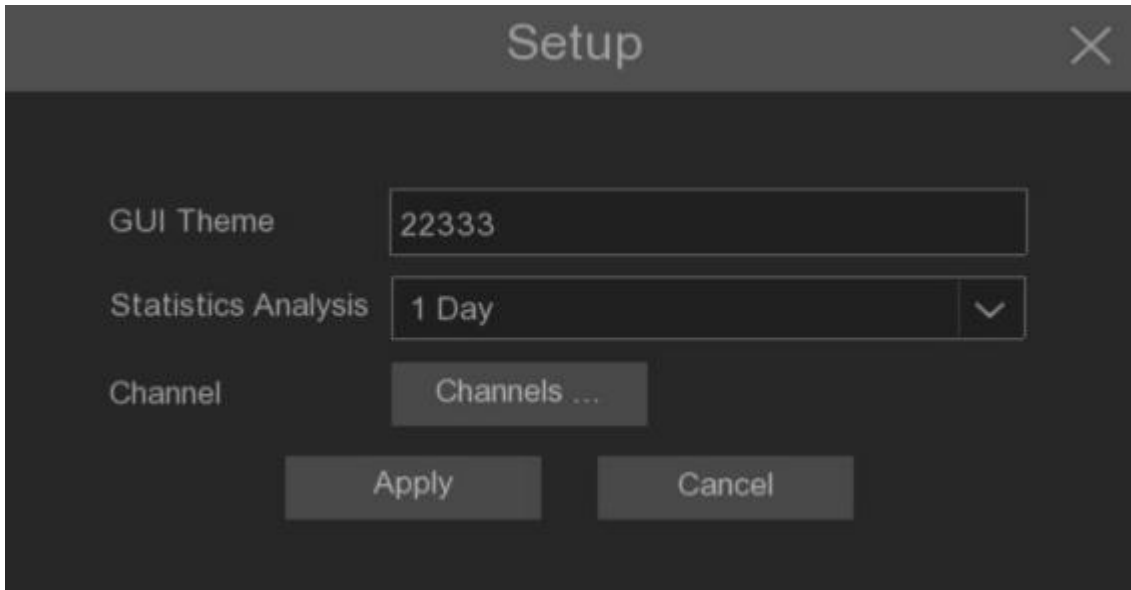 Setup
GUI Theme 22333
Statistics Analysis 1 Day
Channel Channels ...
Apply Cancel